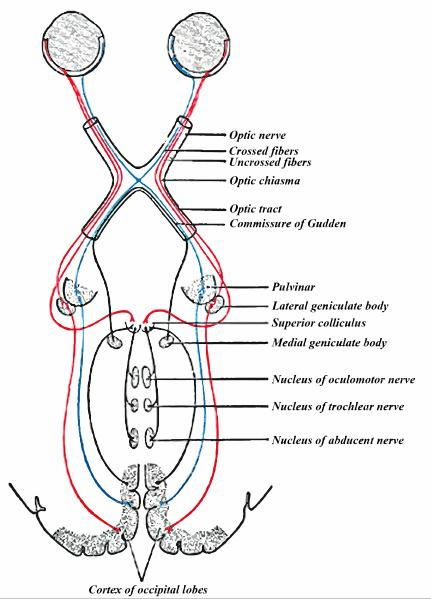 Optic nerve
Crossed fibers
Uncrossed fibers
Optic chiasma
Optic tract
Commissure of Gudden
Pulvinar
Lateral geniculate body
Superior colliculus
Medial geniculate body
Nucleus of oculomotor nerve
Nucleus of trochlear nerve
Nucleus of abducent nerve
Cortex of occipital lobes